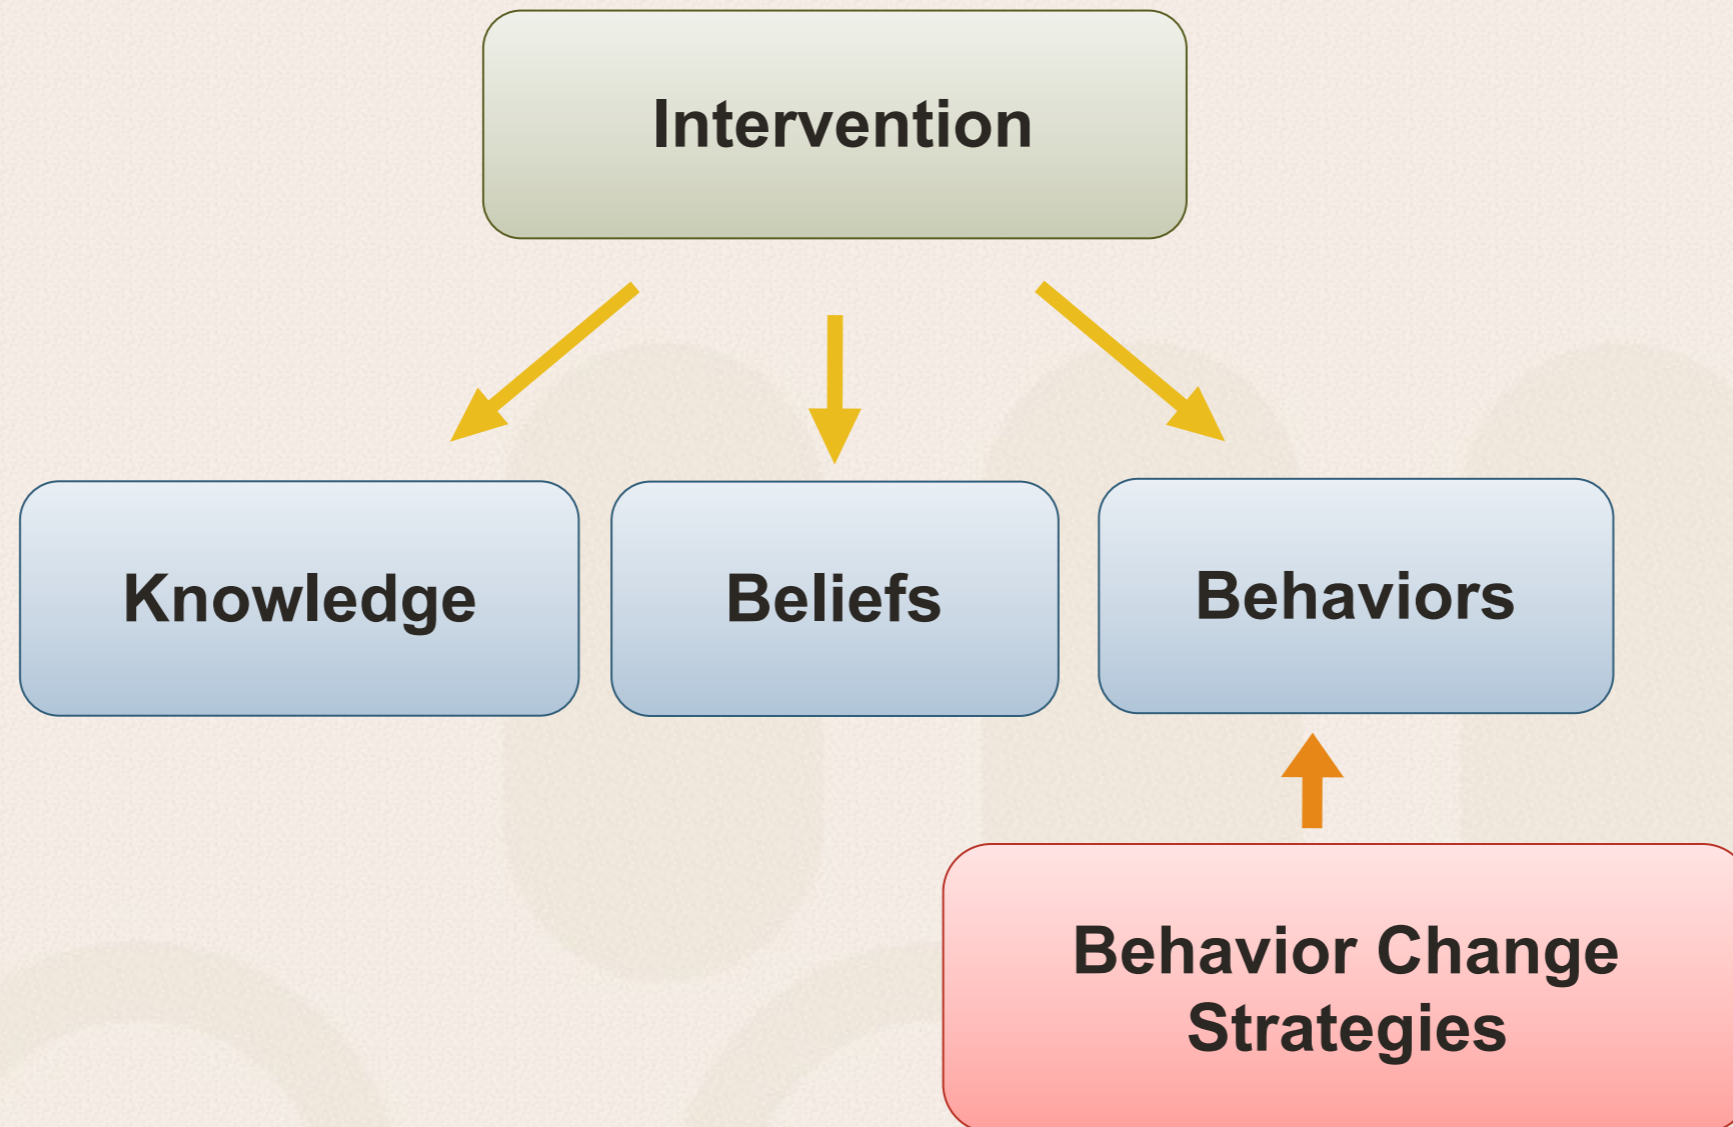 Intervention
Knowledge
Beliefs
Behaviors
Behavior Change
Strategies